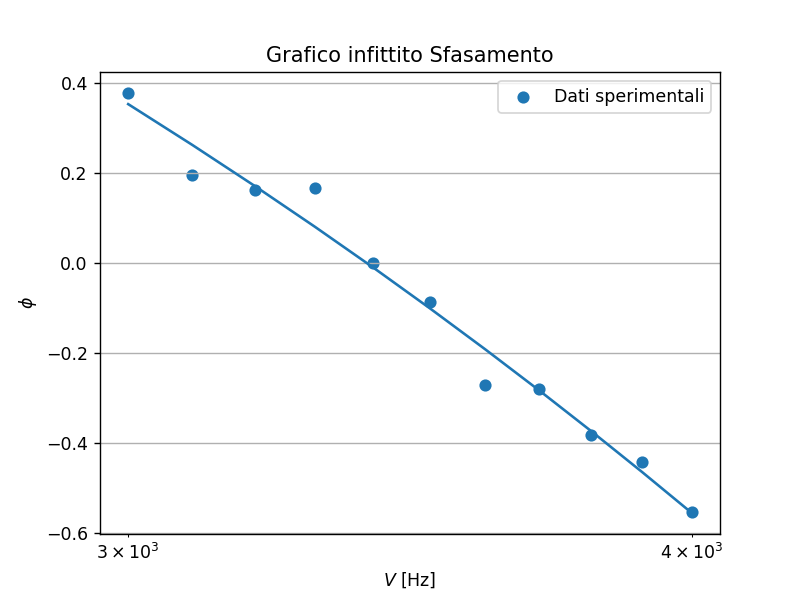 Grafico infittito Sfasamento
Dati sperimentali
0.4
0.2
0.0
−0.2
−0.4
−0.6
ϕ
3 × 10³
4 × 10³
V [Hz]